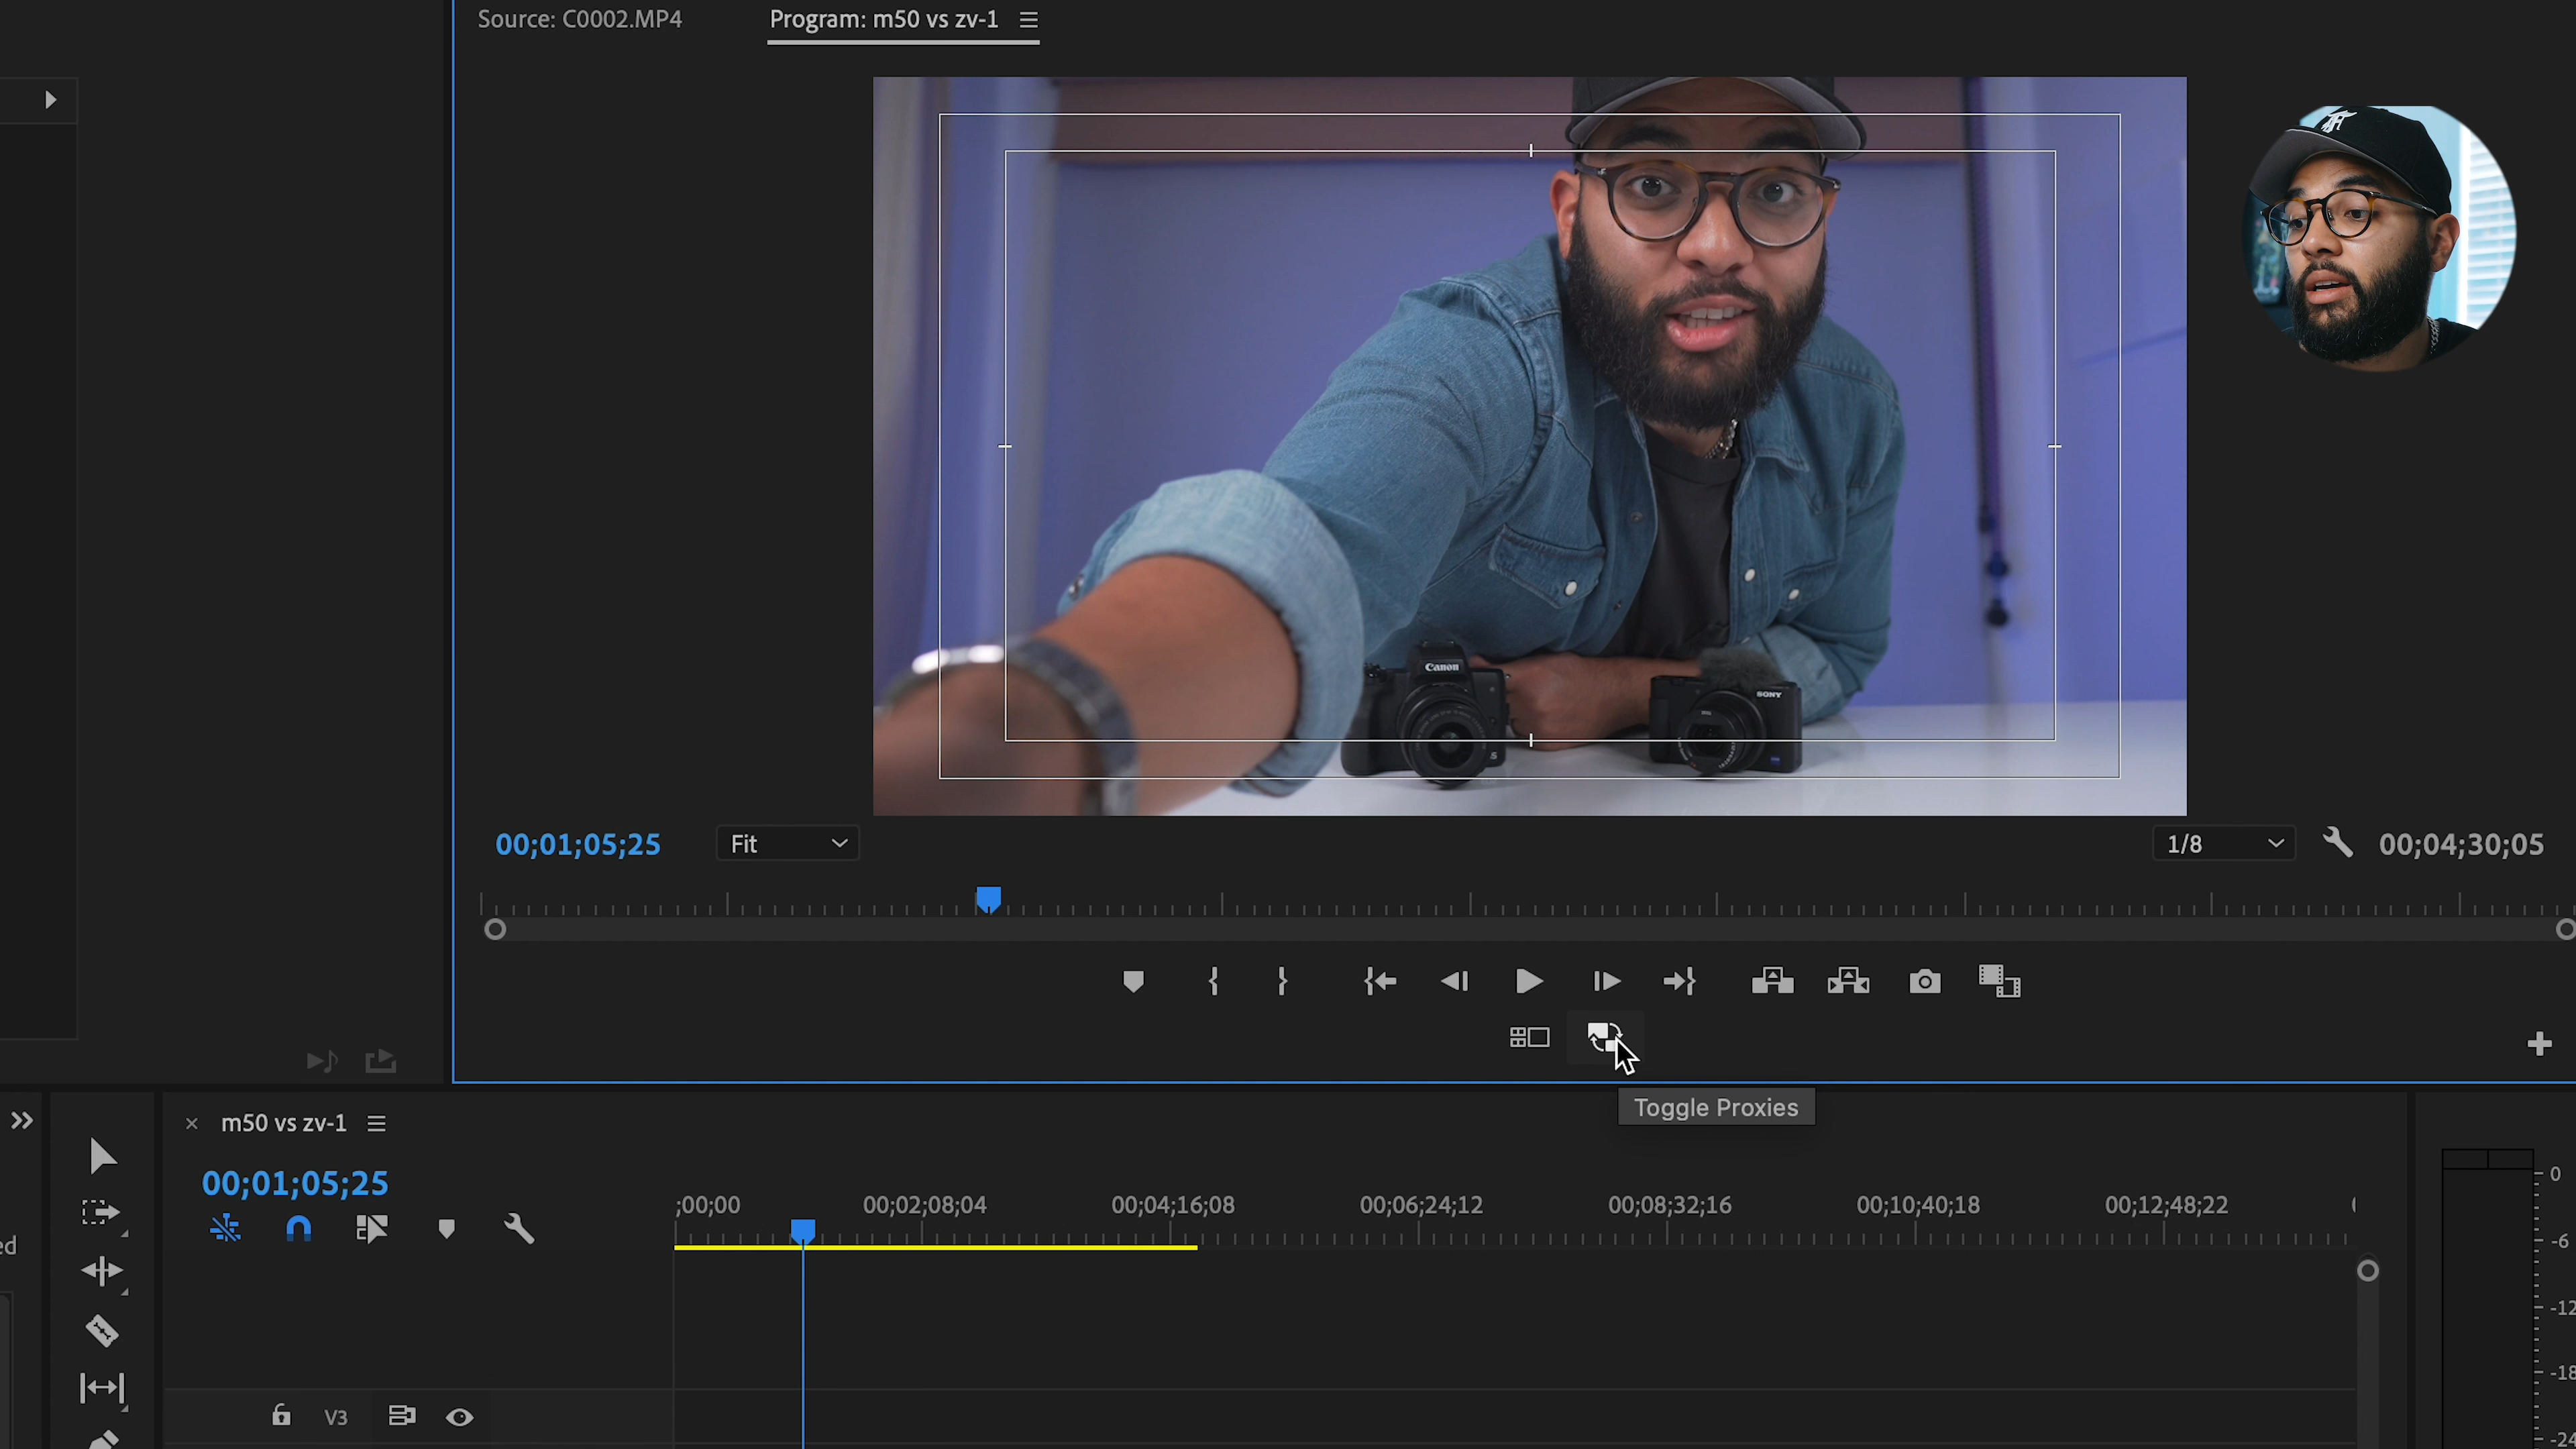 Source: C0002.MP4
Program: m50 vs zv-1
Canon
SONY
00;01;05;25
Fit
1/8
00;04;30;05
Toggle Proxies
m50 vs zv-1
00;01;05;25
;00;00
00;02;08;04
00;04;16;08
00;06;24;12
00;08;32;16
00;10;40;18
00;12;48;22
0
-6
-12
-18
-24
ed
V3